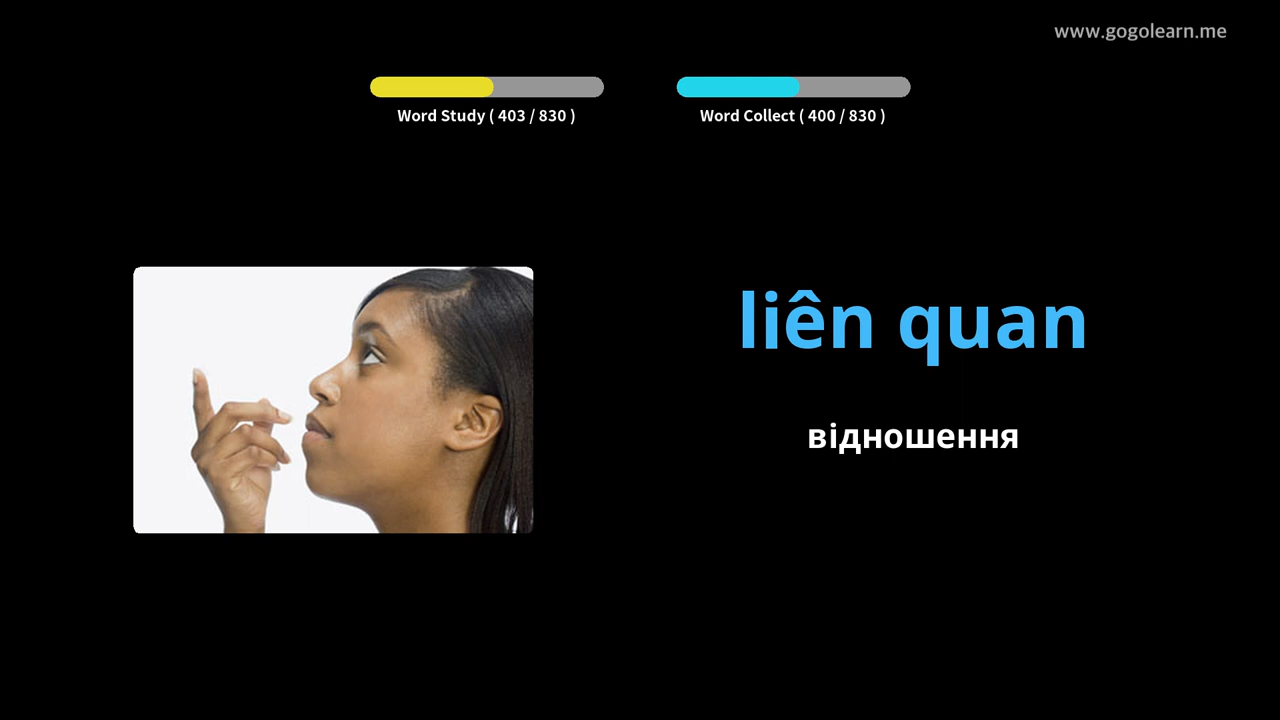 www.gogolearn.me
Word Study ( 403 / 830 )
Word Collect ( 400 / 830 )
liên quan
відношення